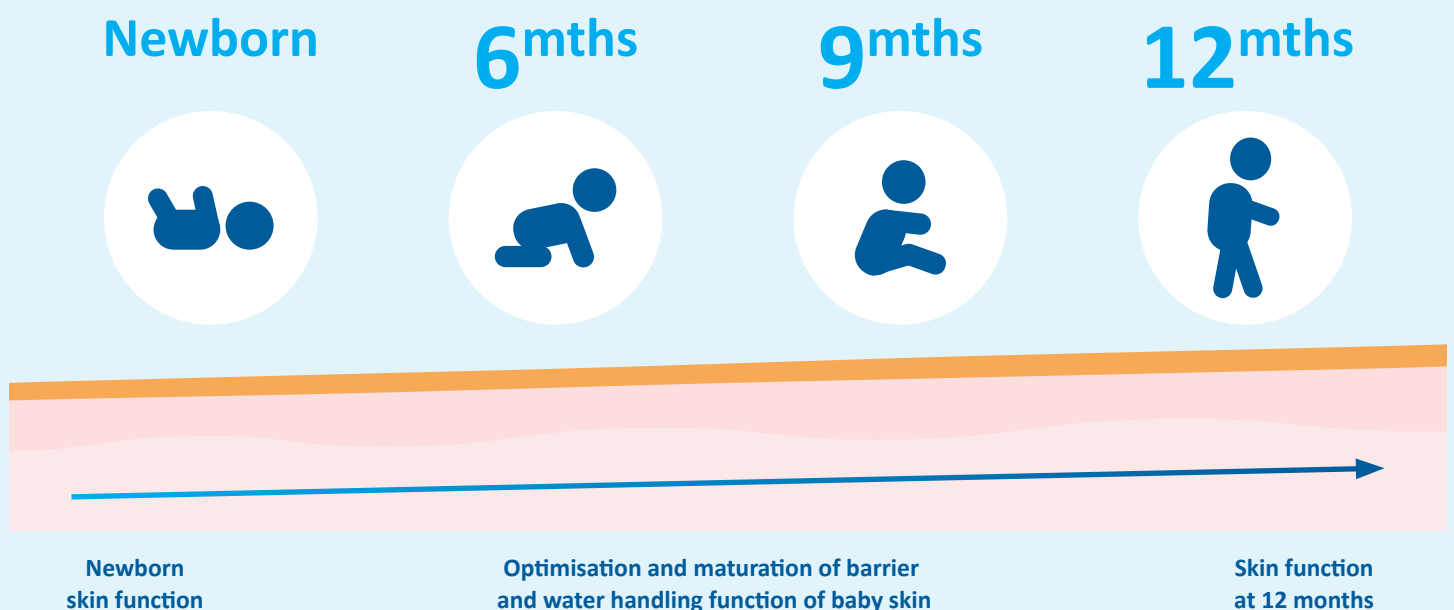 Newborn
6mths
9mths
12mths
Newborn
skin function
Optimisation and maturation of barrier
and water handling function of baby skin
Skin function
at 12 months